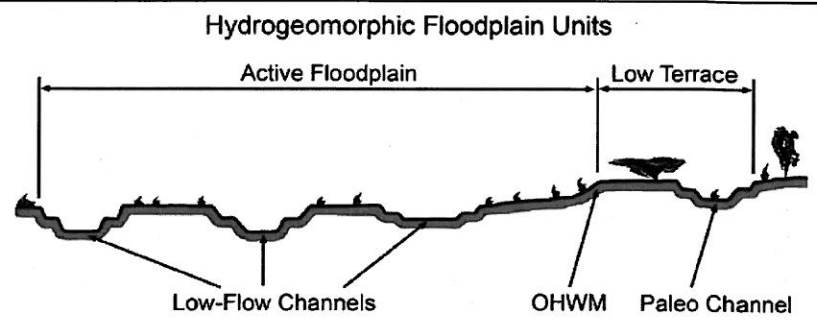 Hydrogeomorphic Floodplain Units
Active Floodplain
Low Terrace
Low-Flow Channels
OHWM
Paleo Channel